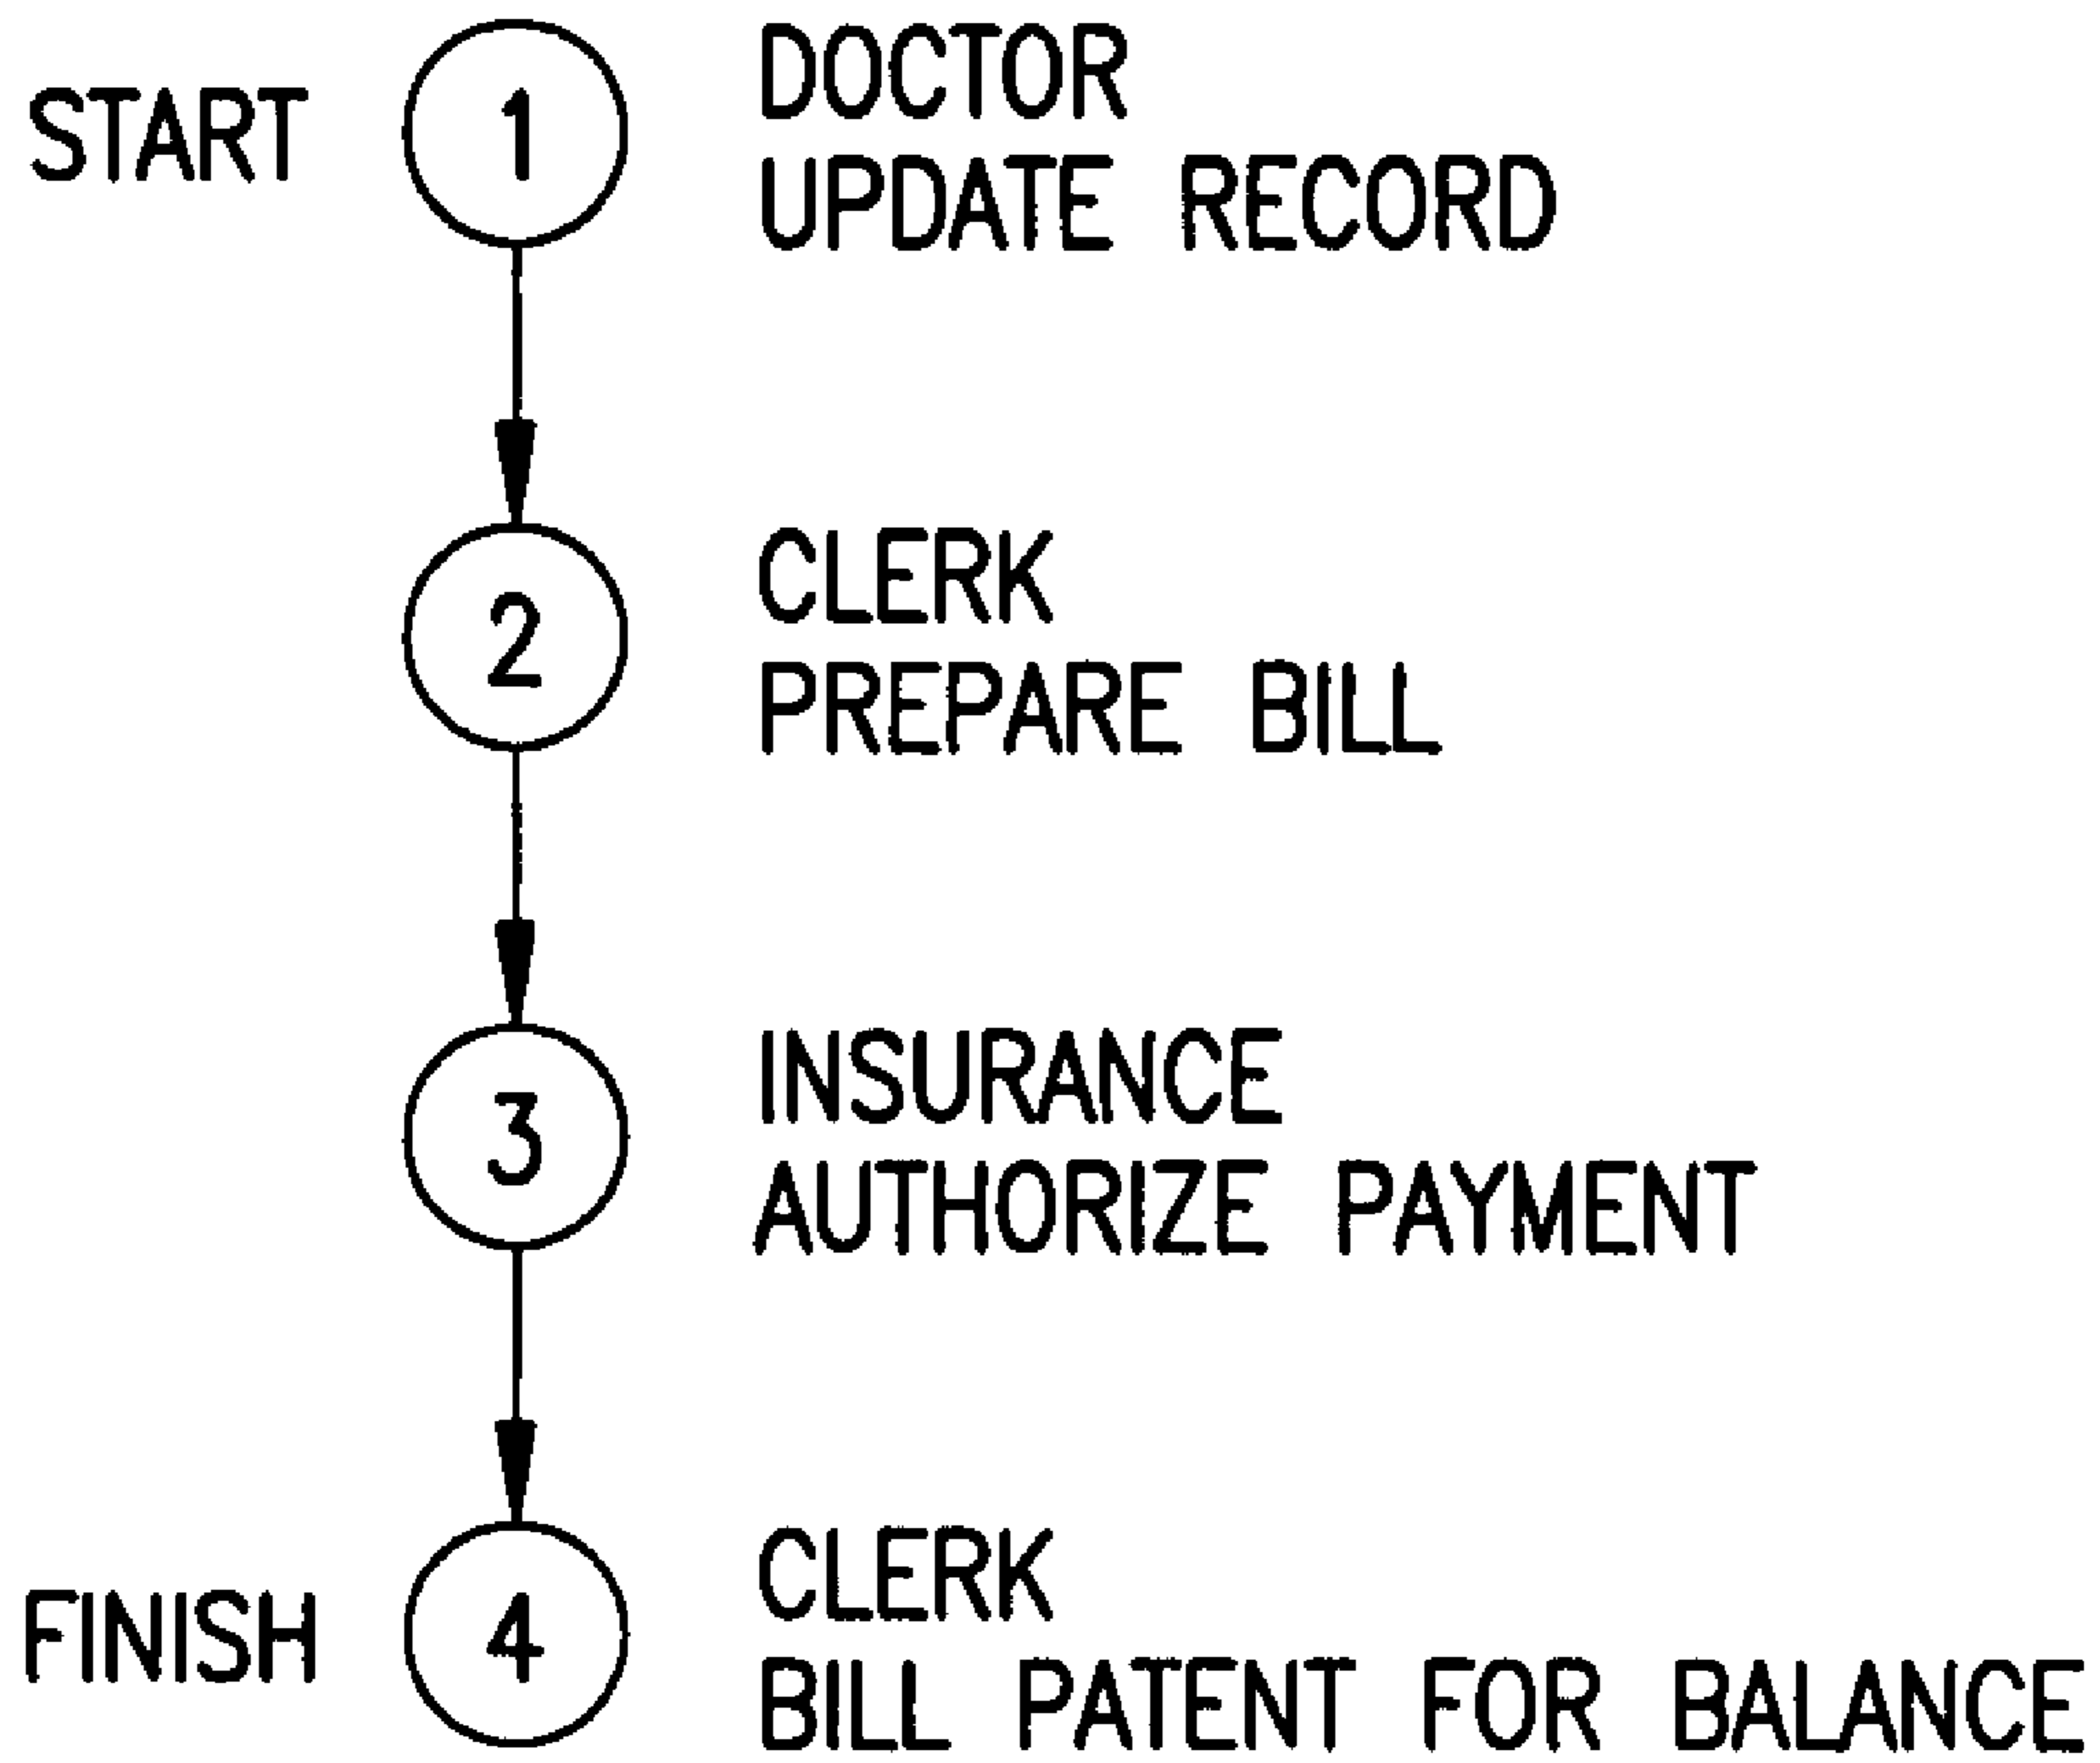 START
1
DOCTOR
UPDATE RECORD
2
CLERK
PREPARE BILL
3
INSURANCE
AUTHORIZE PAYMENT
FINISH
4
CLERK
BILL PATENT FOR BALANCE